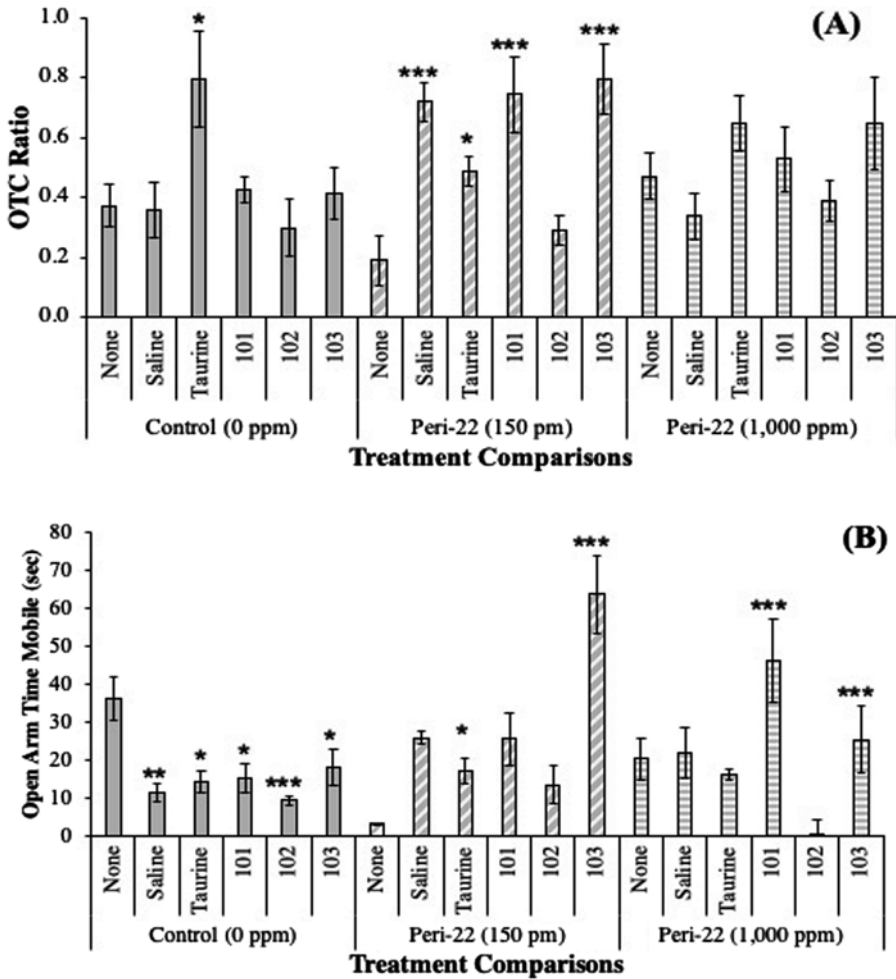 (A)
OTC Ratio
1.0
0.8
0.6
0.4
0.2
0.0
* *** * *** ***
None Saline Taurine 101 102 103 None Saline Taurine 101 102 103 None Saline Taurine 101 102 103
Control (0 ppm) Peri-22 (150 pm) Peri-22 (1,000 ppm)
Treatment Comparisons
(B)
Open Arm Time Mobile (sec)
80
70
60
50
40
30
20
10
0
** * * *** * * *** *** ***
None Saline Taurine 101 102 103 None Saline Taurine 101 102 103 None Saline Taurine 101 102 103
Control (0 ppm) Peri-22 (150 pm) Peri-22 (1,000 ppm)
Treatment Comparisons